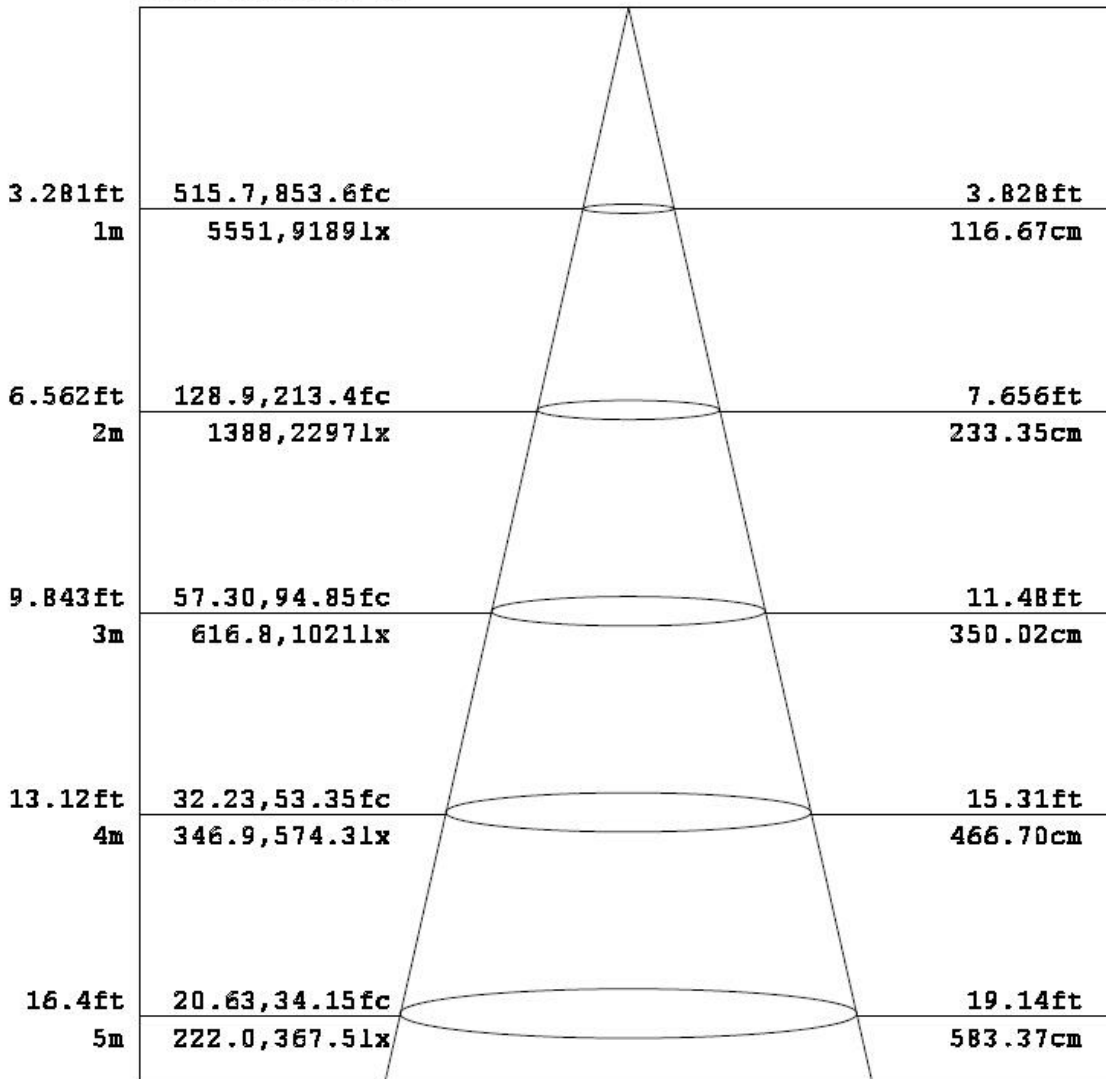 3.281ft 515.7,853.6fc 3.828ft
1m 5551,9189lx 116.67cm
6.562ft 128.9,213.4fc 7.656ft
2m 1388,2297lx 233.35cm
9.843ft 57.30,94.85fc 11.48ft
3m 616.8,1021lx 350.02cm
13.12ft 32.23,53.35fc 15.31ft
4m 346.9,574.3lx 466.70cm
16.4ft 20.63,34.15fc 19.14ft
5m 222.0,367.5lx 583.37cm